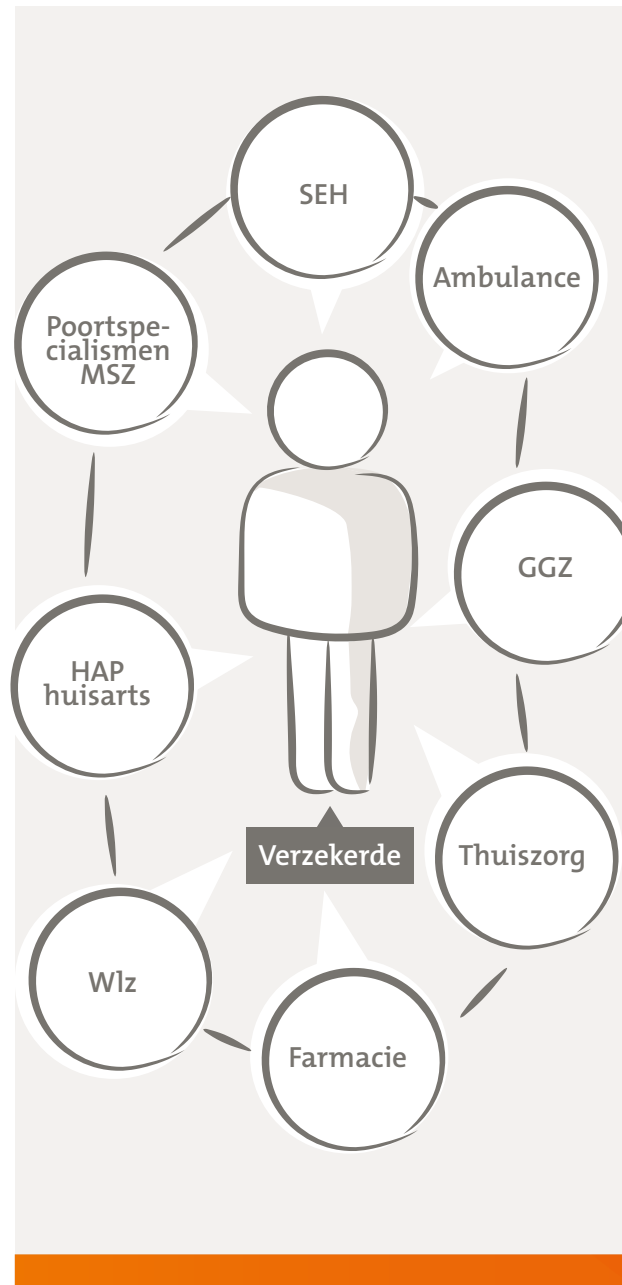 SEH
Ambulance
Poortspe-
cialismen
MSZ
GGZ
HAP
huisarts
Verzekerde
Thuiszorg
Wlz
Farmacie